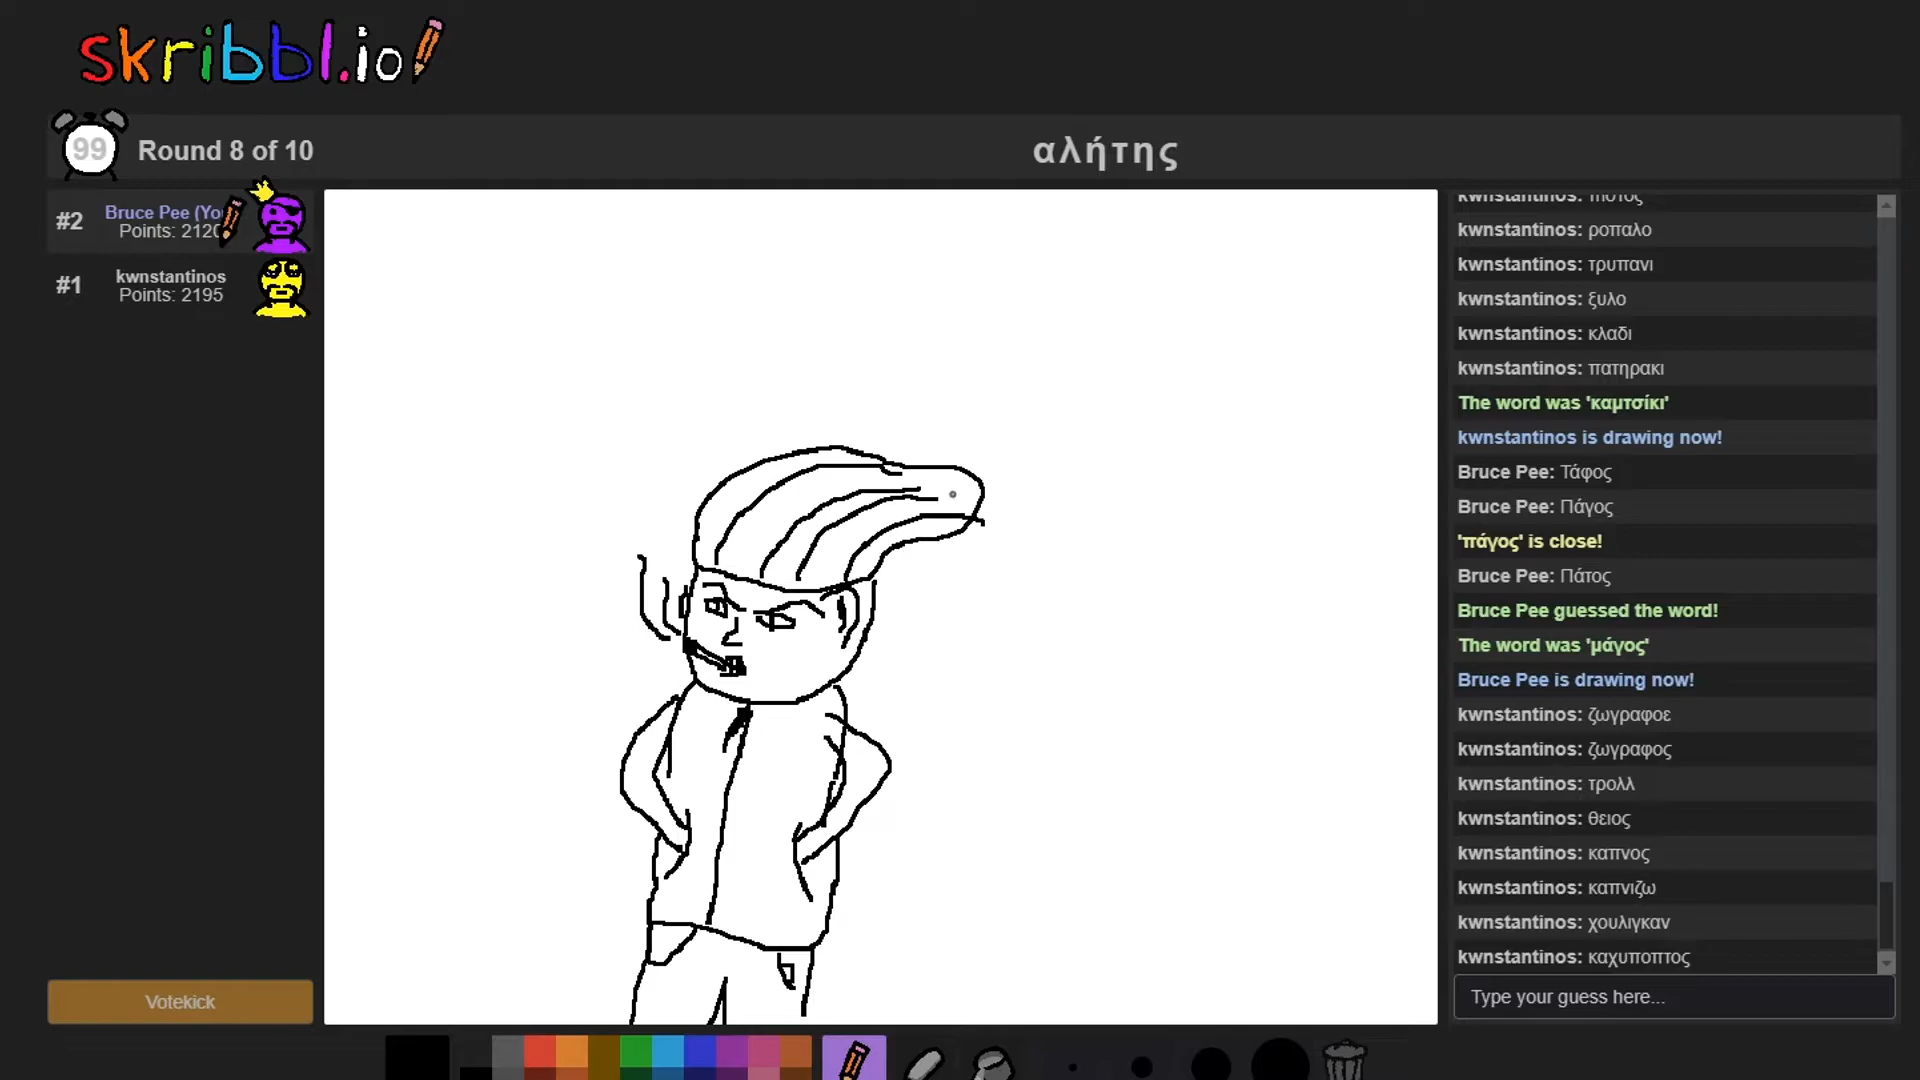 skribbl.io
99
Round 8 of 10
αλήτης
#2
Bruce Pee (You
Points: 2120
#1
kwnstantinos
Points: 2195
kwnstantinos: πιστος
kwnstantinos: ροπαλο
kwnstantinos: τρυπανι
kwnstantinos: ξυλο
kwnstantinos: κλαδι
kwnstantinos: πατηρακι
The word was 'καμτσίκι'
kwnstantinos is drawing now!
Bruce Pee: Τάφος
Bruce Pee: Πάγος
'πάγος' is close!
Bruce Pee: Πάτος
Bruce Pee guessed the word!
The word was 'μάγος'
Bruce Pee is drawing now!
kwnstantinos: ζωγραφοε
kwnstantinos: ζωγραφος
kwnstantinos: τρολλ
kwnstantinos: θειος
kwnstantinos: καπνος
kwnstantinos: καπνιζω
kwnstantinos: χουλιγκαν
kwnstantinos: καχυποπτος
Votekick
Type your guess here...